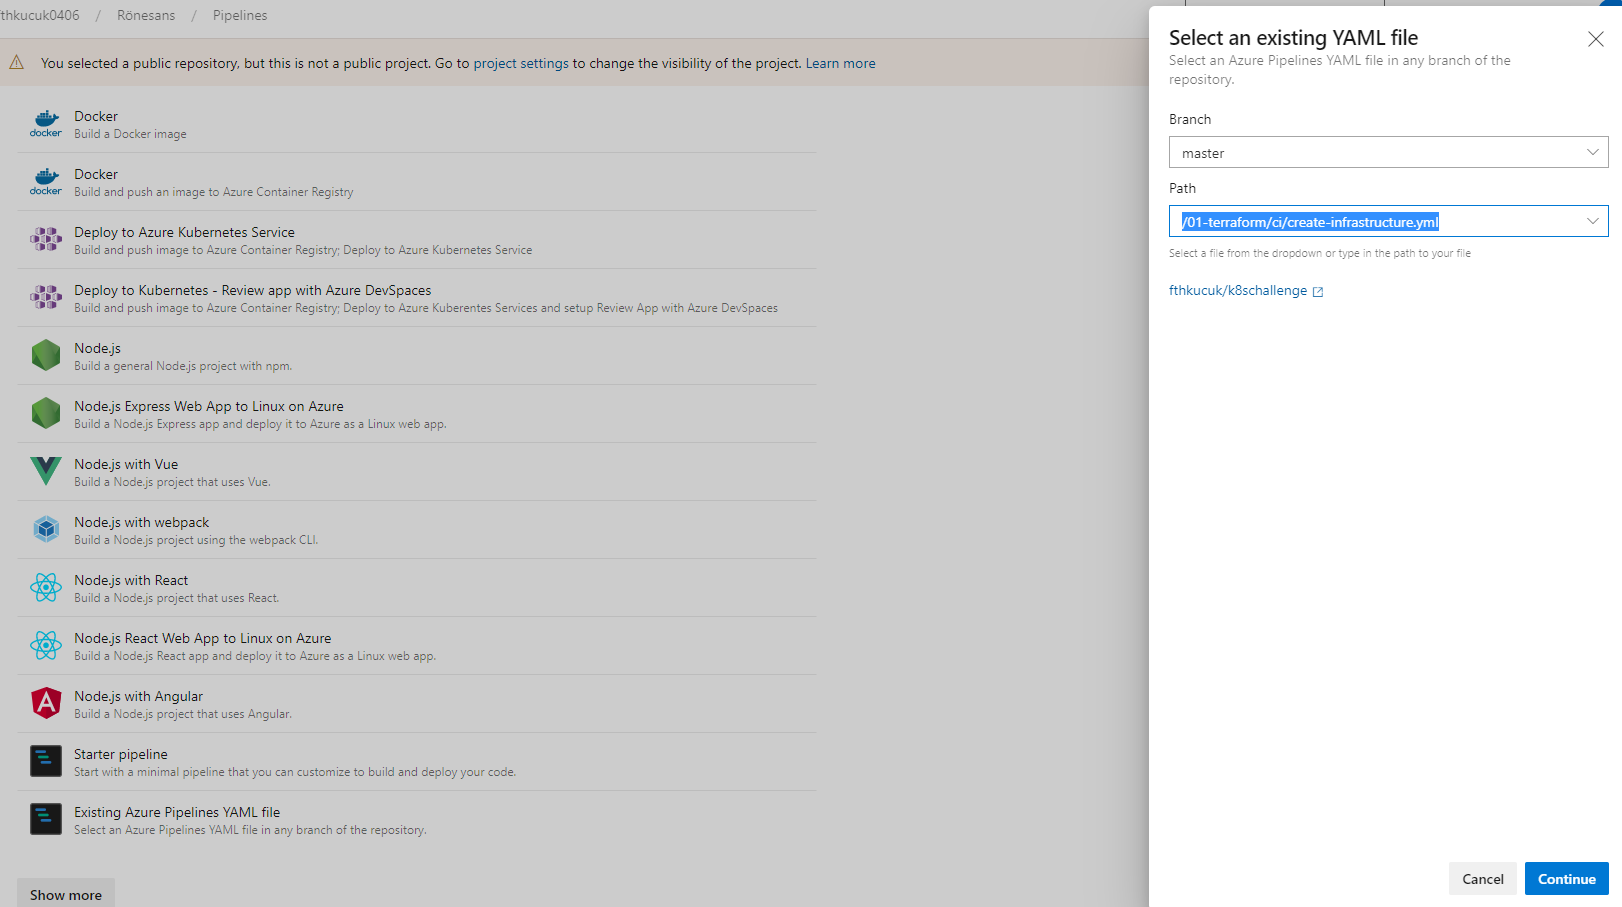 fthkucuk0406 / Rönesans / Pipelines
You selected a public repository, but this is not a public project. Go to project settings to change the visibility of the project. Learn more
docker
Docker
Build a Docker image
docker
Docker
Build and push an image to Azure Container Registry
Deploy to Azure Kubernetes Service
Build and push image to Azure Container Registry; Deploy to Azure Kubernetes Service
Deploy to Kubernetes - Review app with Azure DevSpaces
Build and push image to Azure Container Registry; Deploy to Azure Kuberentes Services and setup Review App with Azure DevSpaces
Node.js
Build a general Node.js project with npm.
Node.js Express Web App to Linux on Azure
Build a Node.js Express app and deploy it to Azure as a Linux web app.
Node.js with Vue
Build a Node.js project that uses Vue.
Node.js with webpack
Build a Node.js project using the webpack CLI.
Node.js with React
Build a Node.js project that uses React.
Node.js React Web App to Linux on Azure
Build a Node.js React app and deploy it to Azure as a Linux web app.
Node.js with Angular
Build a Node.js project that uses Angular.
Starter pipeline
Start with a minimal pipeline that you can customize to build and deploy your code.
Existing Azure Pipelines YAML file
Select an Azure Pipelines YAML file in any branch of the repository.
Show more
Select an existing YAML file
Select an Azure Pipelines YAML file in any branch of the
repository.
Branch
master
Path
/01-terraform/ci/create-infrastructure.yml
Select a file from the dropdown or type in the path to your file
fthkucuk/k8schallenge
Cancel
Continue